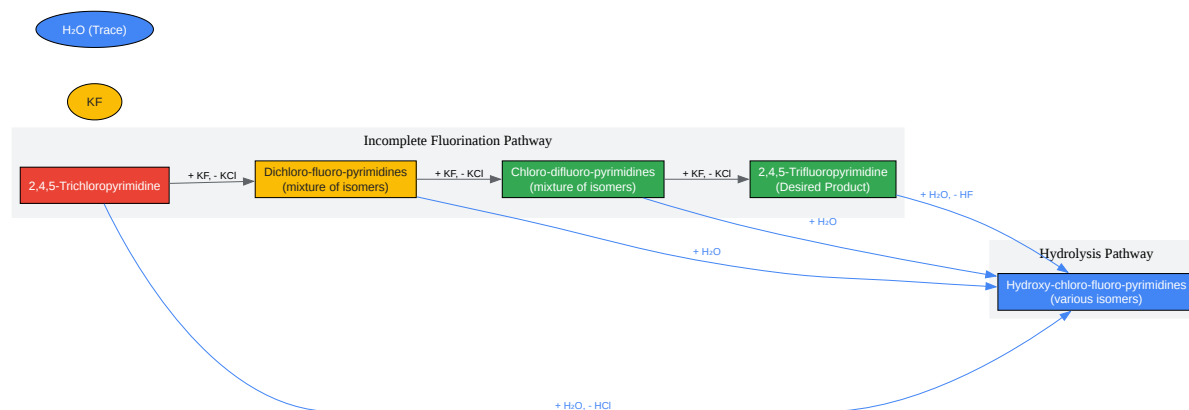 H₂O (Trace)
KF
Incomplete Fluorination Pathway
2,4,5-Trichloropyrimidine
+ KF, - KCl
Dichloro-fluoro-pyrimidines
(mixture of isomers)
+ KF, - KCl
Chloro-difluoro-pyrimidines
(mixture of isomers)
+ KF, - KCl
2,4,5-Trifluoropyrimidine
(Desired Product)
+ H₂O, - HF
+ H₂O
+ H₂O
Hydrolysis Pathway
Hydroxy-chloro-fluoro-pyrimidines
(various isomers)
+ H₂O, - HCl